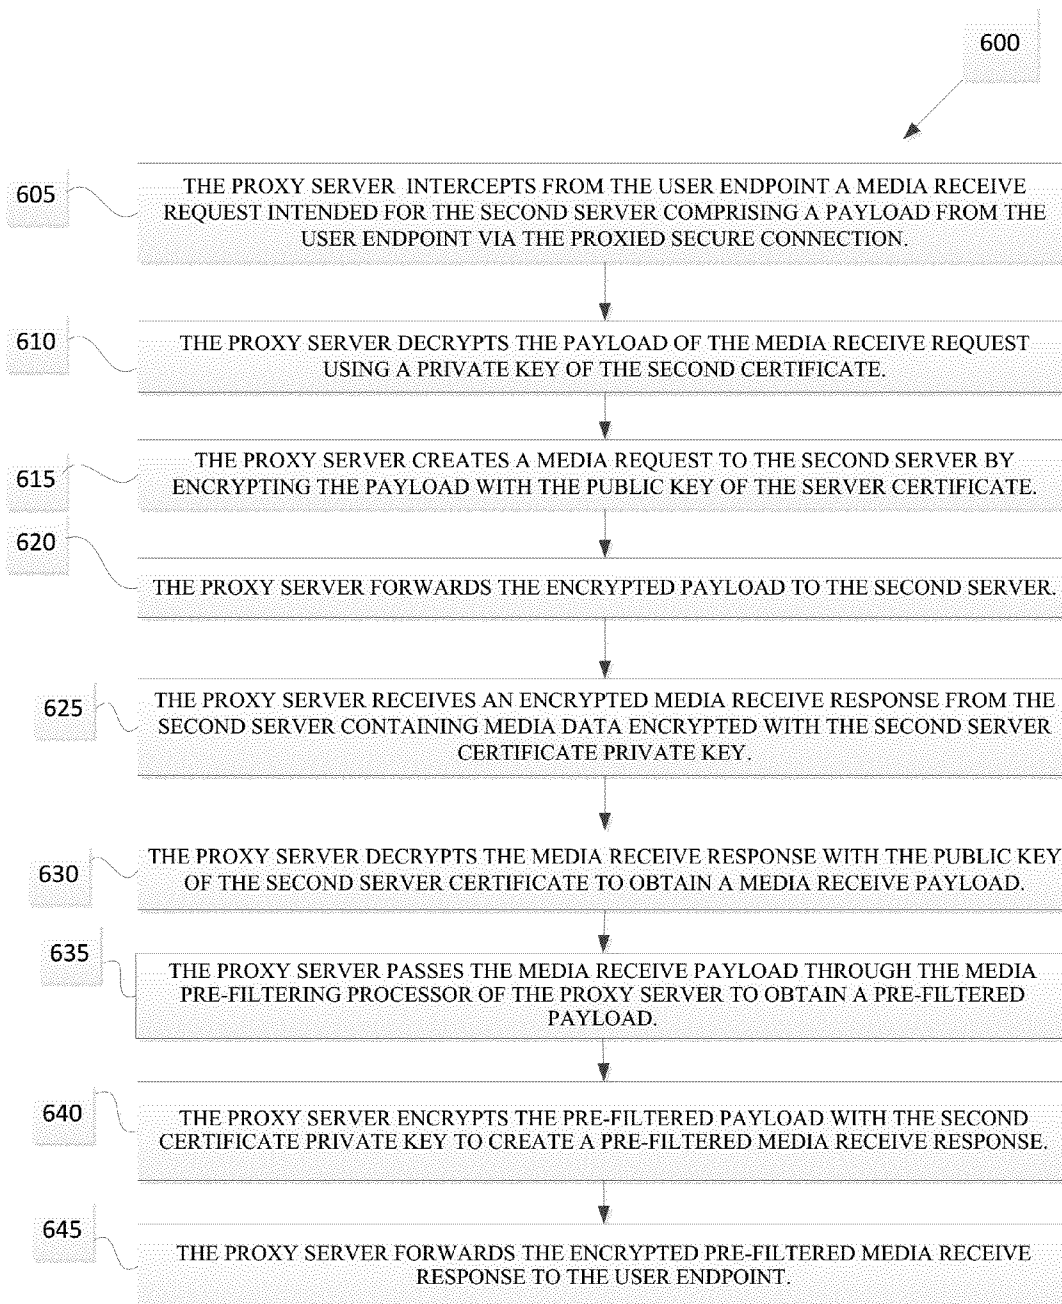 600
605
THE PROXY SERVER INTERCEPTS FROM THE USER ENDPOINT A MEDIA RECEIVE
REQUEST INTENDED FOR THE SECOND SERVER COMPRISING A PAYLOAD FROM THE
USER ENDPOINT VIA THE PROXIED SECURE CONNECTION.
610
THE PROXY SERVER DECRYPTS THE PAYLOAD OF THE MEDIA RECEIVE REQUEST
USING A PRIVATE KEY OF THE SECOND CERTIFICATE.
615
THE PROXY SERVER CREATES A MEDIA REQUEST TO THE SECOND SERVER BY
ENCRYPTING THE PAYLOAD WITH THE PUBLIC KEY OF THE SERVER CERTIFICATE.
620
THE PROXY SERVER FORWARDS THE ENCRYPTED PAYLOAD TO THE SECOND SERVER.
625
THE PROXY SERVER RECEIVES AN ENCRYPTED MEDIA RECEIVE RESPONSE FROM THE
SECOND SERVER CONTAINING MEDIA DATA ENCRYPTED WITH THE SECOND SERVER
CERTIFICATE PRIVATE KEY.
630
THE PROXY SERVER DECRYPTS THE MEDIA RECEIVE RESPONSE WITH THE PUBLIC KEY
OF THE SECOND SERVER CERTIFICATE TO OBTAIN A MEDIA RECEIVE PAYLOAD.
635
THE PROXY SERVER PASSES THE MEDIA RECEIVE PAYLOAD THROUGH THE MEDIA
PRE-FILTERING PROCESSOR OF THE PROXY SERVER TO OBTAIN A PRE-FILTERED
PAYLOAD.
640
THE PROXY SERVER ENCRYPTS THE PRE-FILTERED PAYLOAD WITH THE SECOND
CERTIFICATE PRIVATE KEY TO CREATE A PRE-FILTERED MEDIA RECEIVE RESPONSE.
645
THE PROXY SERVER FORWARDS THE ENCRYPTED PRE-FILTERED MEDIA RECEIVE
RESPONSE TO THE USER ENDPOINT.